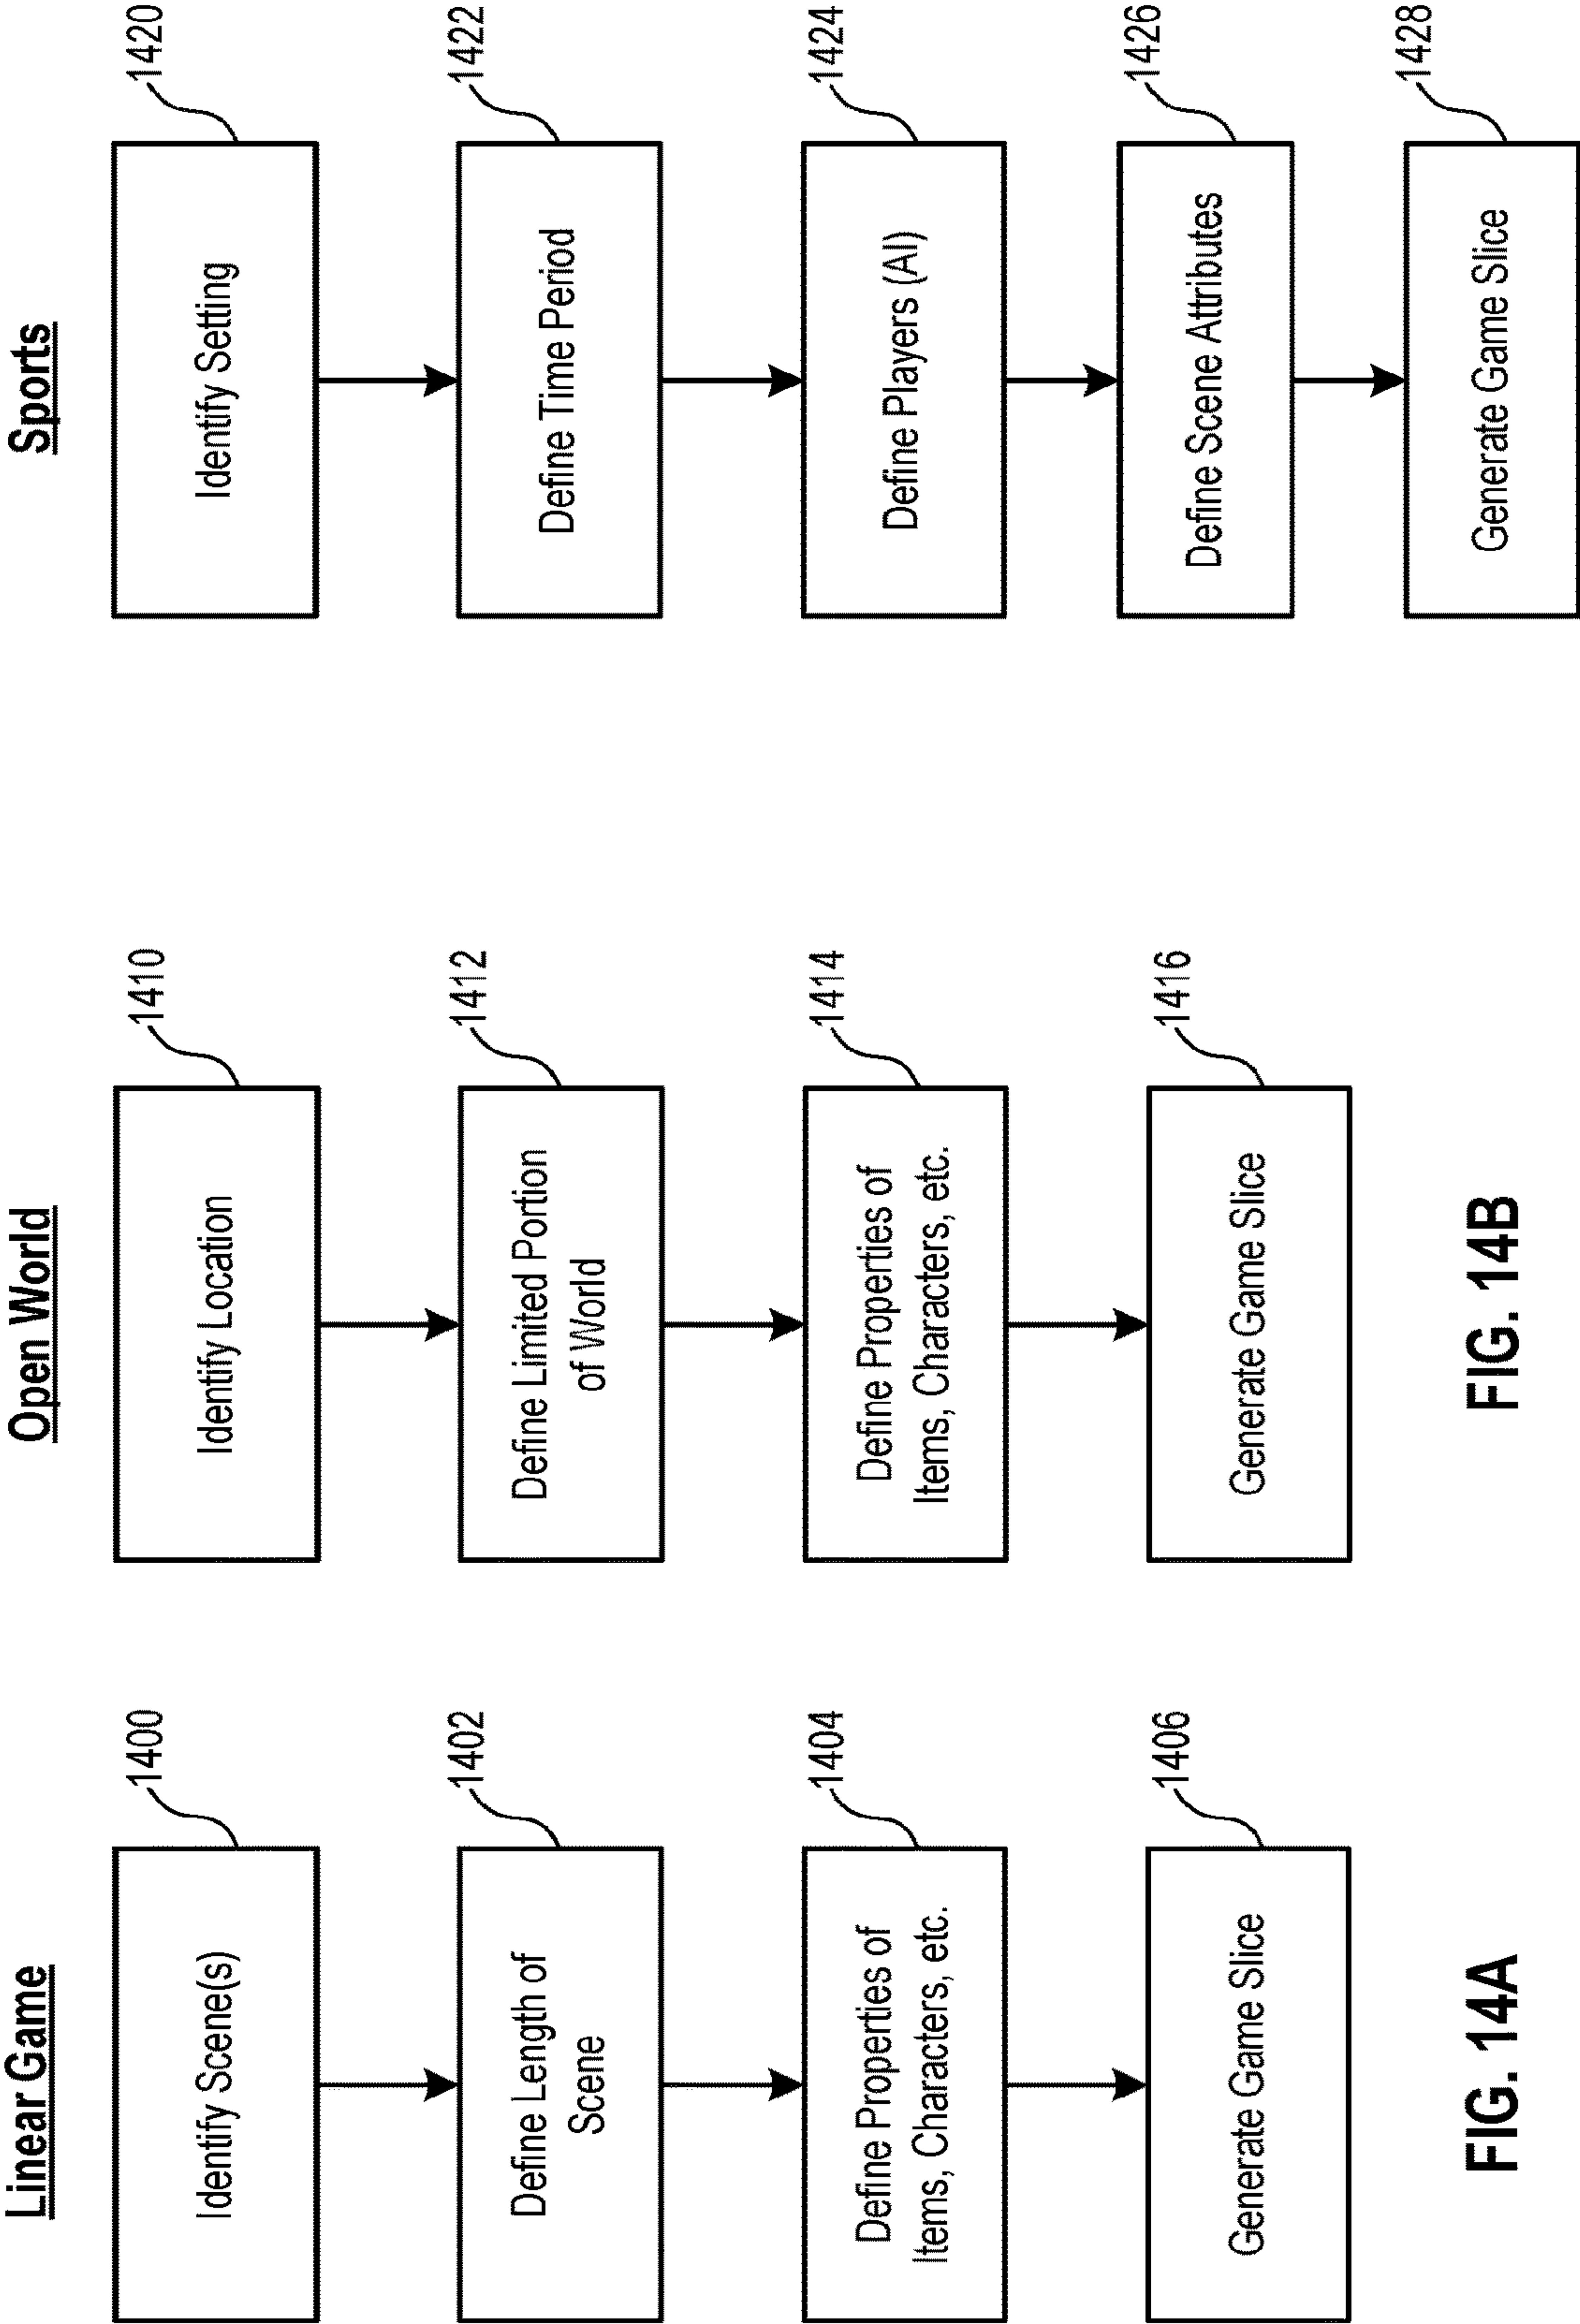 Linear Game
Identify Scene(s)
1400
Define Length of
Scene
1402
Define Properties of
Items, Characters, etc.
1404
Generate Game Slice
1406
FIG. 14A
Open World
Identify Location
1410
Define Limited Portion
of World
1412
Define Properties of
Items, Characters, etc.
1414
Generate Game Slice
1416
FIG. 14B
Sports
Identify Setting
1420
Define Time Period
1422
Define Players (AI)
1424
Define Scene Attributes
1426
Generate Game Slice
1428